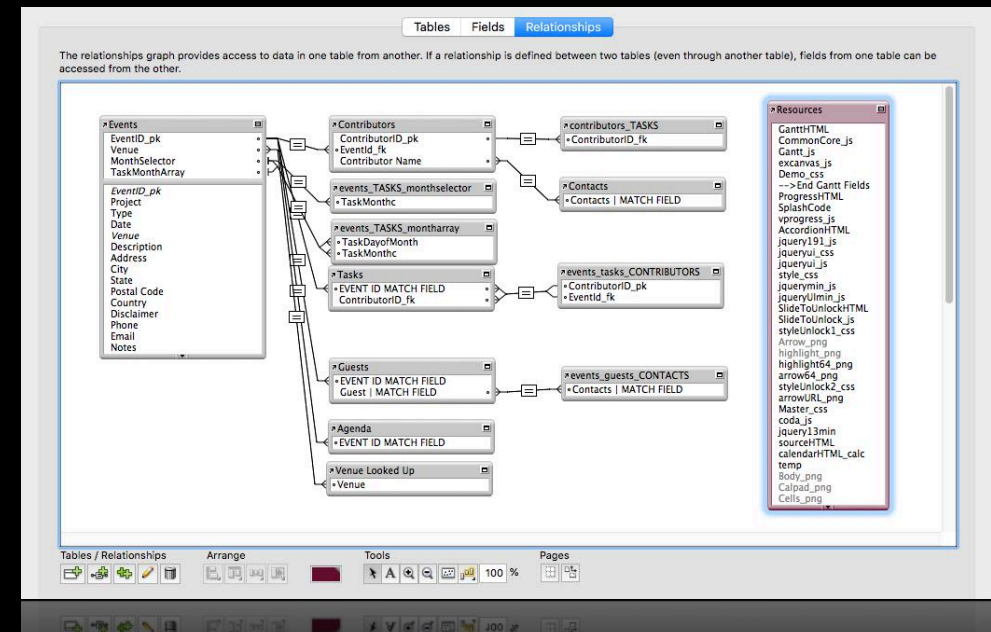 Tables Fields Relationships
The relationships graph provides access to data in one table from another. If a relationship is defined between two tables (even through another table), fields from one table can be
accessed from the other.
Events
EventID_pk
Venue
MonthSelector
TaskMonthArray
EventID_pk
Project
Type
Date
Venue
Description
Address
City
State
Postal Code
Country
Disclaimer
Phone
Email
Notes
Contributors
ContributorID_pk
EventId_fk
Contributor Name
events_TASKS_monthselector
TaskMonthc
events_TASKS_montharray
TaskDayofMonth
TaskMonthc
Tasks
EVENT ID MATCH FIELD
ContributorID_fk
Guests
EVENT ID MATCH FIELD
Guest | MATCH FIELD
Agenda
EVENT ID MATCH FIELD
Venue Looked Up
Venue
contributors_TASKS
ContributorID_fk
Contacts
Contacts | MATCH FIELD
events_tasks_CONTRIBUTORS
ContributorID_pk
EventId_fk
events_guests_CONTACTS
Contacts | MATCH FIELD
Resources
GanttHTML
CommonCore_js
Gantt_js
excanvas_js
Demo_css
-->End Gantt Fields
ProgressHTML
SplashCode
vprogress_js
AccordionHTML
jquery191_js
jqueryui_css
jqueryui_js
style_css
jquerymin_js
jqueryUImin_js
SlideToUnlockHTML
SlideToUnlock_js
styleUnlock1_css
Arrow_png
highlight_png
highlight64_png
arrow64_png
styleUnlock2_css
arrowURL_png
Master_css
coda_js
jquery13min
sourceHTML
calendarHTML_calc
temp
Body_png
Calpad_png
Cells_png
Tables / Relationships Arrange Tools Pages
A 100 %